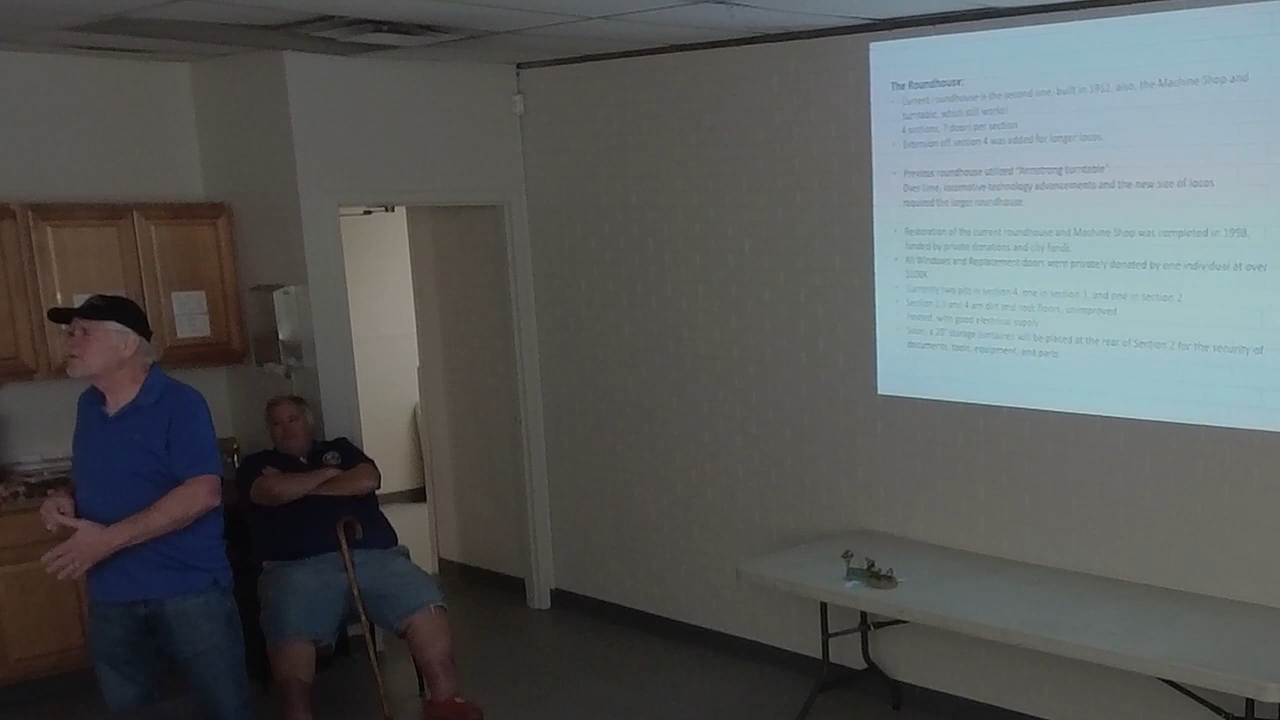 The Roundhouse:
- Current roundhouse is the second one, built in 1912, also, the Machine Shop and
turntable, which still works!
- 4 sections, 7 doors per section
- Extension off section 4 was added for longer locos.
- Previous roundhouse utilized "Armstrong turntable"
- Over time, locomotive technology advancements and the new size of locos
required the larger roundhouse.
- Restoration of the current roundhouse and Machine Shop was completed in 1998,
funded by private donations and city funds.
- All Windows and Replacement doors were privately donated by one individual at over
$100K
- Currently two pits in section 4, one in section 1, and one in section 2
- Section 2,3 and 4 are dirt and rock floors, unimproved
- Heated, with good electrical supply
- Soon, a 20' storage container will be placed at the rear of Section 2 for the security of
documents, tools, equipment, and parts